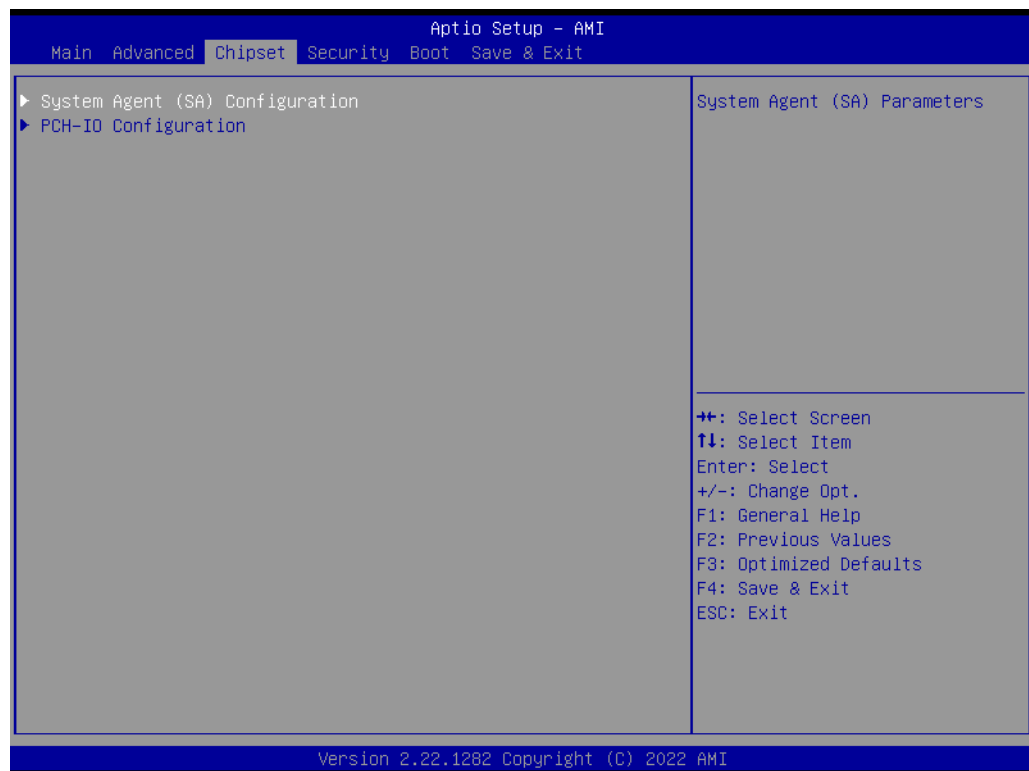 Aptio Setup – AMI
Main Advanced Chipset Security Boot Save & Exit
System Agent (SA) Configuration
PCH-IO Configuration
System Agent (SA) Parameters
→←: Select Screen
↑↓: Select Item
Enter: Select
+/-: Change Opt.
F1: General Help
F2: Previous Values
F3: Optimized Defaults
F4: Save & Exit
ESC: Exit
Version 2.22.1282 Copyright (C) 2022 AMI